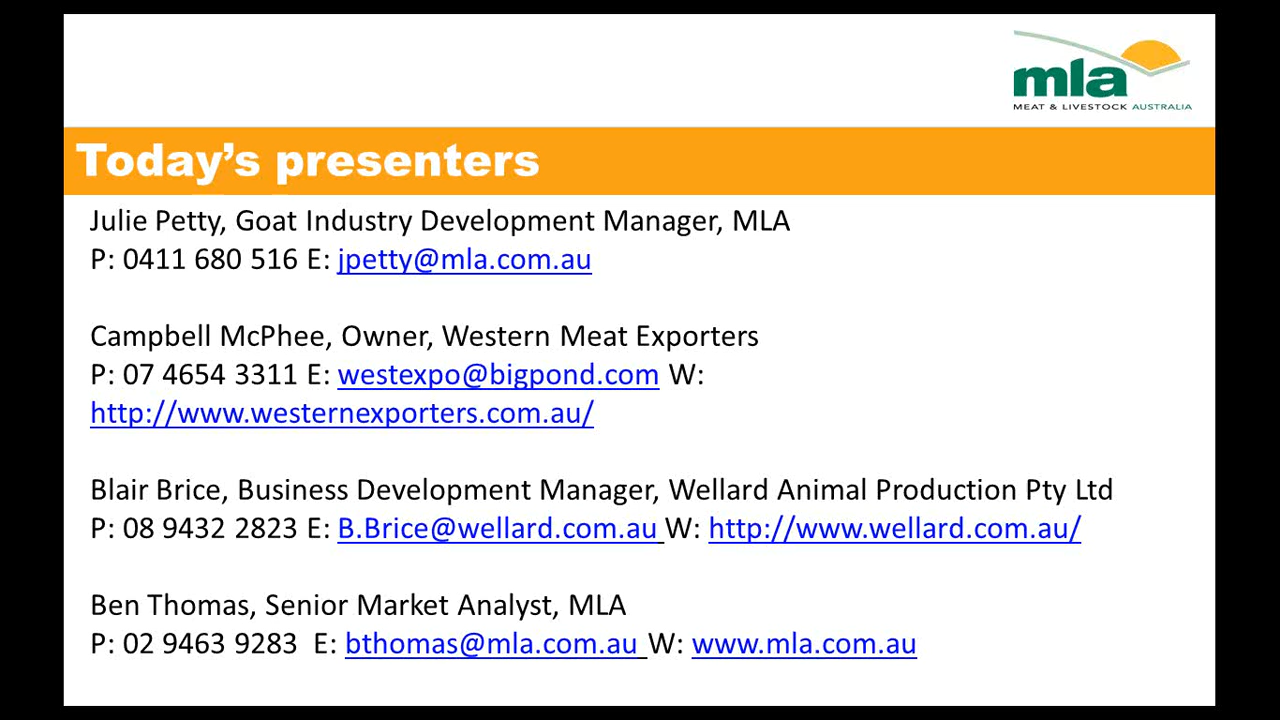 mla
MEAT & LIVESTOCK AUSTRALIA
Today's presenters
Julie Petty, Goat Industry Development Manager, MLA
P: 0411 680 516 E: jpetty@mla.com.au
Campbell McPhee, Owner, Western Meat Exporters
P: 07 4654 3311 E: westexpo@bigpond.com W:
http://www.westernexporters.com.au/
Blair Brice, Business Development Manager, Wellard Animal Production Pty Ltd
P: 08 9432 2823 E: B.Brice@wellard.com.au W: http://www.wellard.com.au/
Ben Thomas, Senior Market Analyst, MLA
P: 02 9463 9283  E: bthomas@mla.com.au W: www.mla.com.au